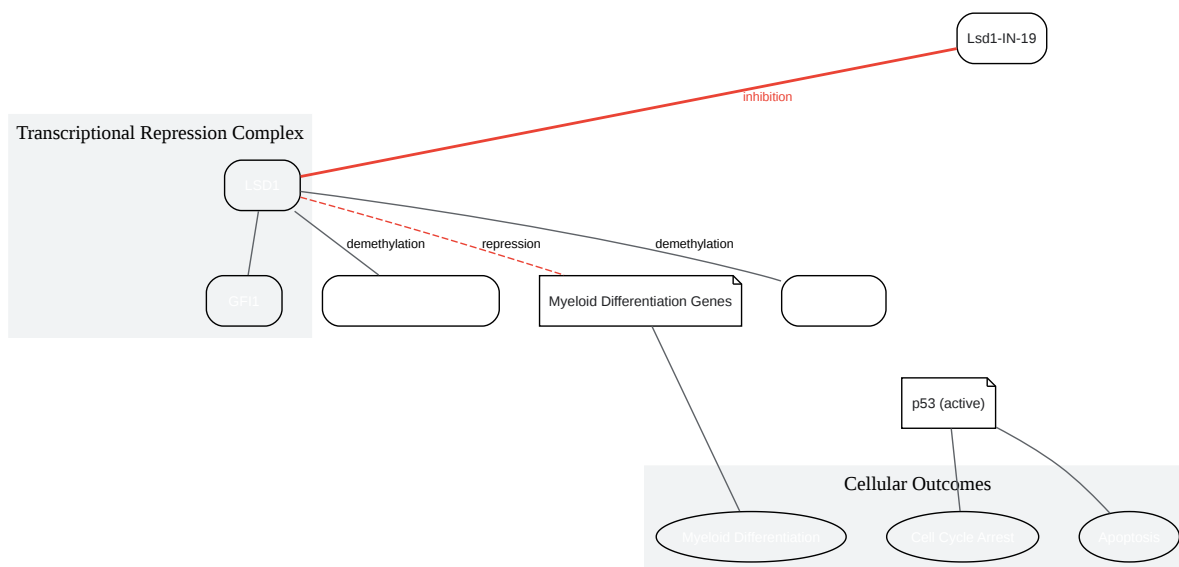 Lsd1-IN-19
inhibition
Transcriptional Repression Complex
LSD1
demethylation
repression
demethylation
GFI1
Myeloid Differentiation Genes
p53 (active)
Cellular Outcomes
Myeloid Differentiation
Cell Cycle Arrest
Apoptosis